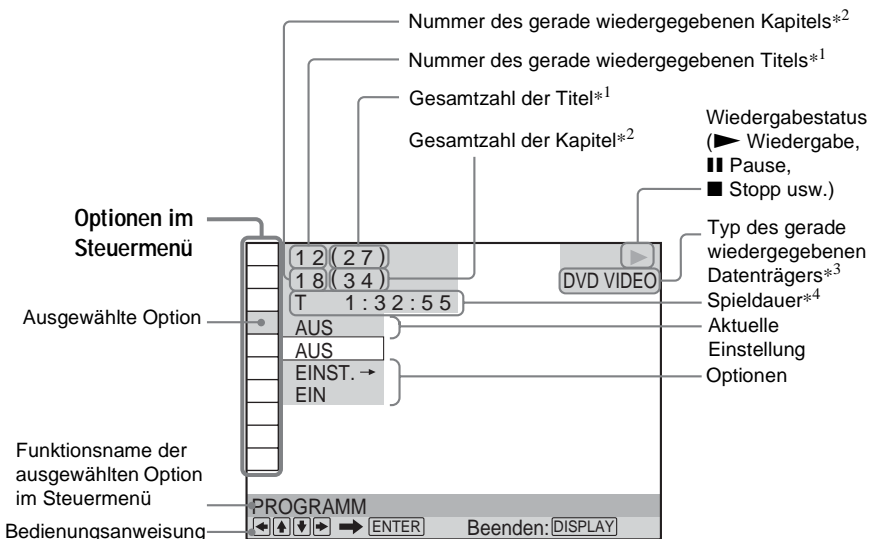 Nummer des gerade wiedergegebenen Kapitels*2
Nummer des gerade wiedergegebenen Titels*1
Gesamtzahl der Titel*1
Gesamtzahl der Kapitel*2
Wiedergabestatus
(► Wiedergabe,
❚❚ Pause,
■ Stopp usw.)
Optionen im
Steuermenü
Typ des gerade
wiedergegebenen
Datenträgers*3
12(27)
18(34)
►
DVD VIDEO
T 1:32:55
Spieldauer*4
Ausgewählte Option
AUS
Aktuelle
Einstellung
AUS
EINST. →
EIN
Optionen
Funktionsname der
ausgewählten Option
im Steuermenü
PROGRAMM
Bedienungsanweisung
← ↑ ↓ → ➡ ENTER Beenden: DISPLAY